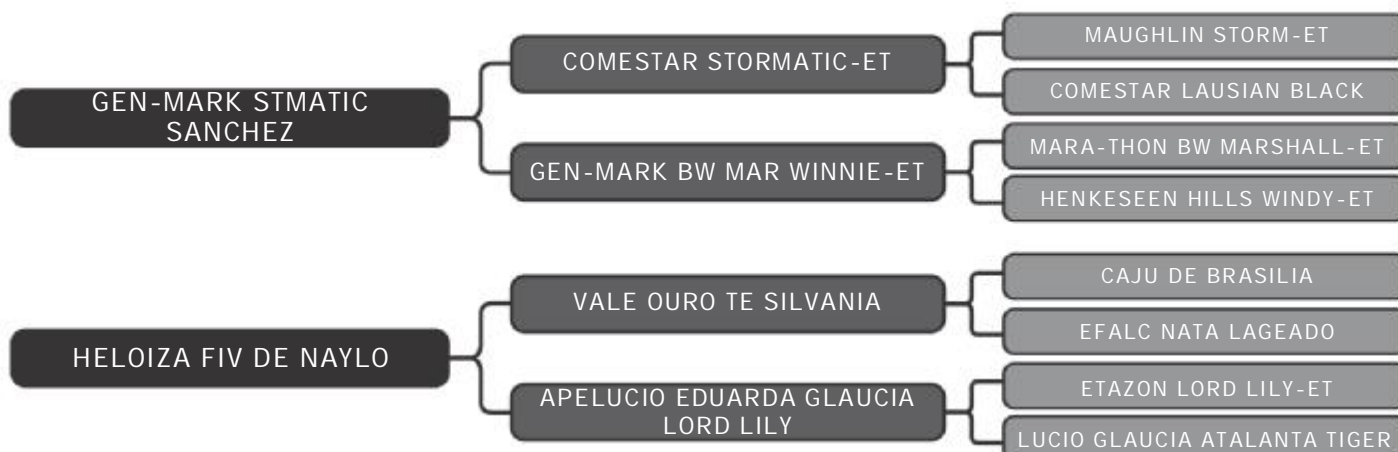 MAUGHLIN STORM-ET
COMESTAR STORMATIC-ET
COMESTAR LAUSIAN BLACK
GEN-MARK STMATIC
SANCHEZ
MARA-THON BW MARSHALL-ET
GEN-MARK BW MAR WINNIE-ET
HENKESEEN HILLS WINDY-ET
CAJU DE BRASILIA
VALE OURO TE SILVANIA
EFALC NATA LAGEADO
HELOIZA FIV DE NAYLO
ETAZON LORD LILY-ET
APELUCIO EDUARDA GLAUCIA
LORD LILY
LUCIO GLAUCIA ATALANTA TIGER